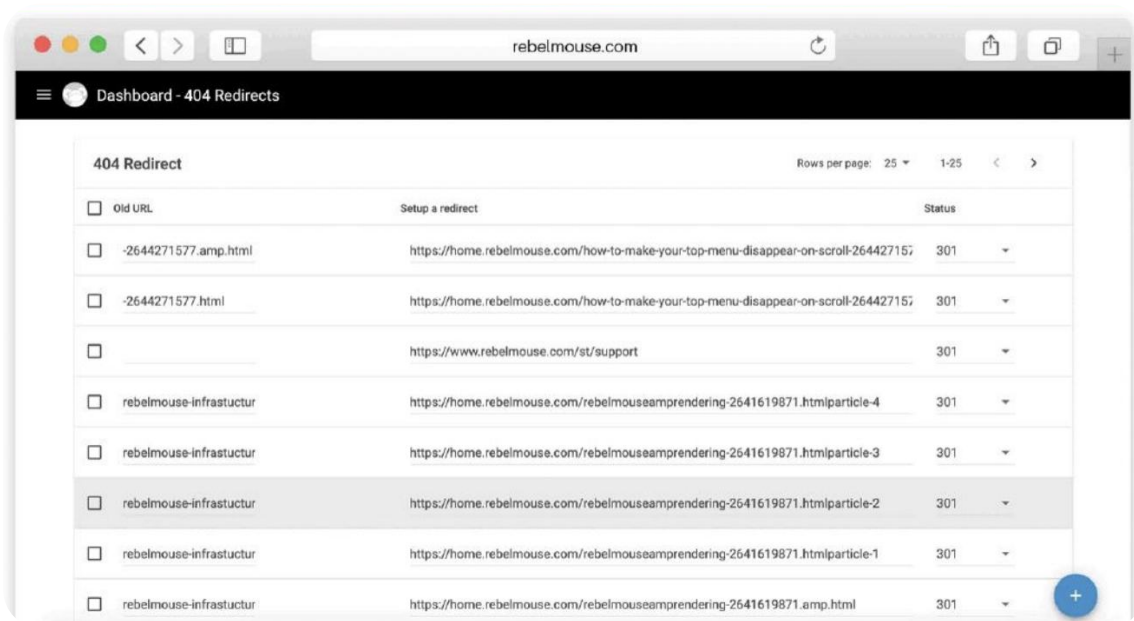 rebelmouse.com
Dashboard - 404 Redirects
404 Redirect
Rows per page: 25 1-25
Old URL Setup a redirect Status
-2644271577.amp.html https://home.rebelmouse.com/how-to-make-your-top-menu-disappear-on-scroll-264427157 301
-2644271577.html https://home.rebelmouse.com/how-to-make-your-top-menu-disappear-on-scroll-264427157 301
https://www.rebelmouse.com/st/support 301
rebelmouse-infrastuctur https://home.rebelmouse.com/rebelmouseamprendering-2641619871.htmlparticle-4 301
rebelmouse-infrastuctur https://home.rebelmouse.com/rebelmouseamprendering-2641619871.htmlparticle-3 301
rebelmouse-infrastuctur https://home.rebelmouse.com/rebelmouseamprendering-2641619871.htmlparticle-2 301
rebelmouse-infrastuctur https://home.rebelmouse.com/rebelmouseamprendering-2641619871.htmlparticle-1 301
rebelmouse-infrastuctur https://home.rebelmouse.com/rebelmouseamprendering-2641619871.amp.html 301